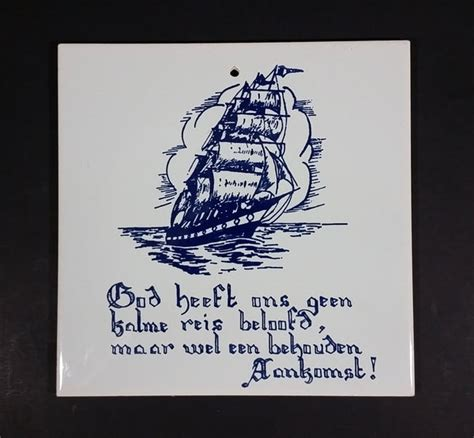 God heeft ons geen
kalme reis beloofd,
maar wel een behouden
Aankomst!